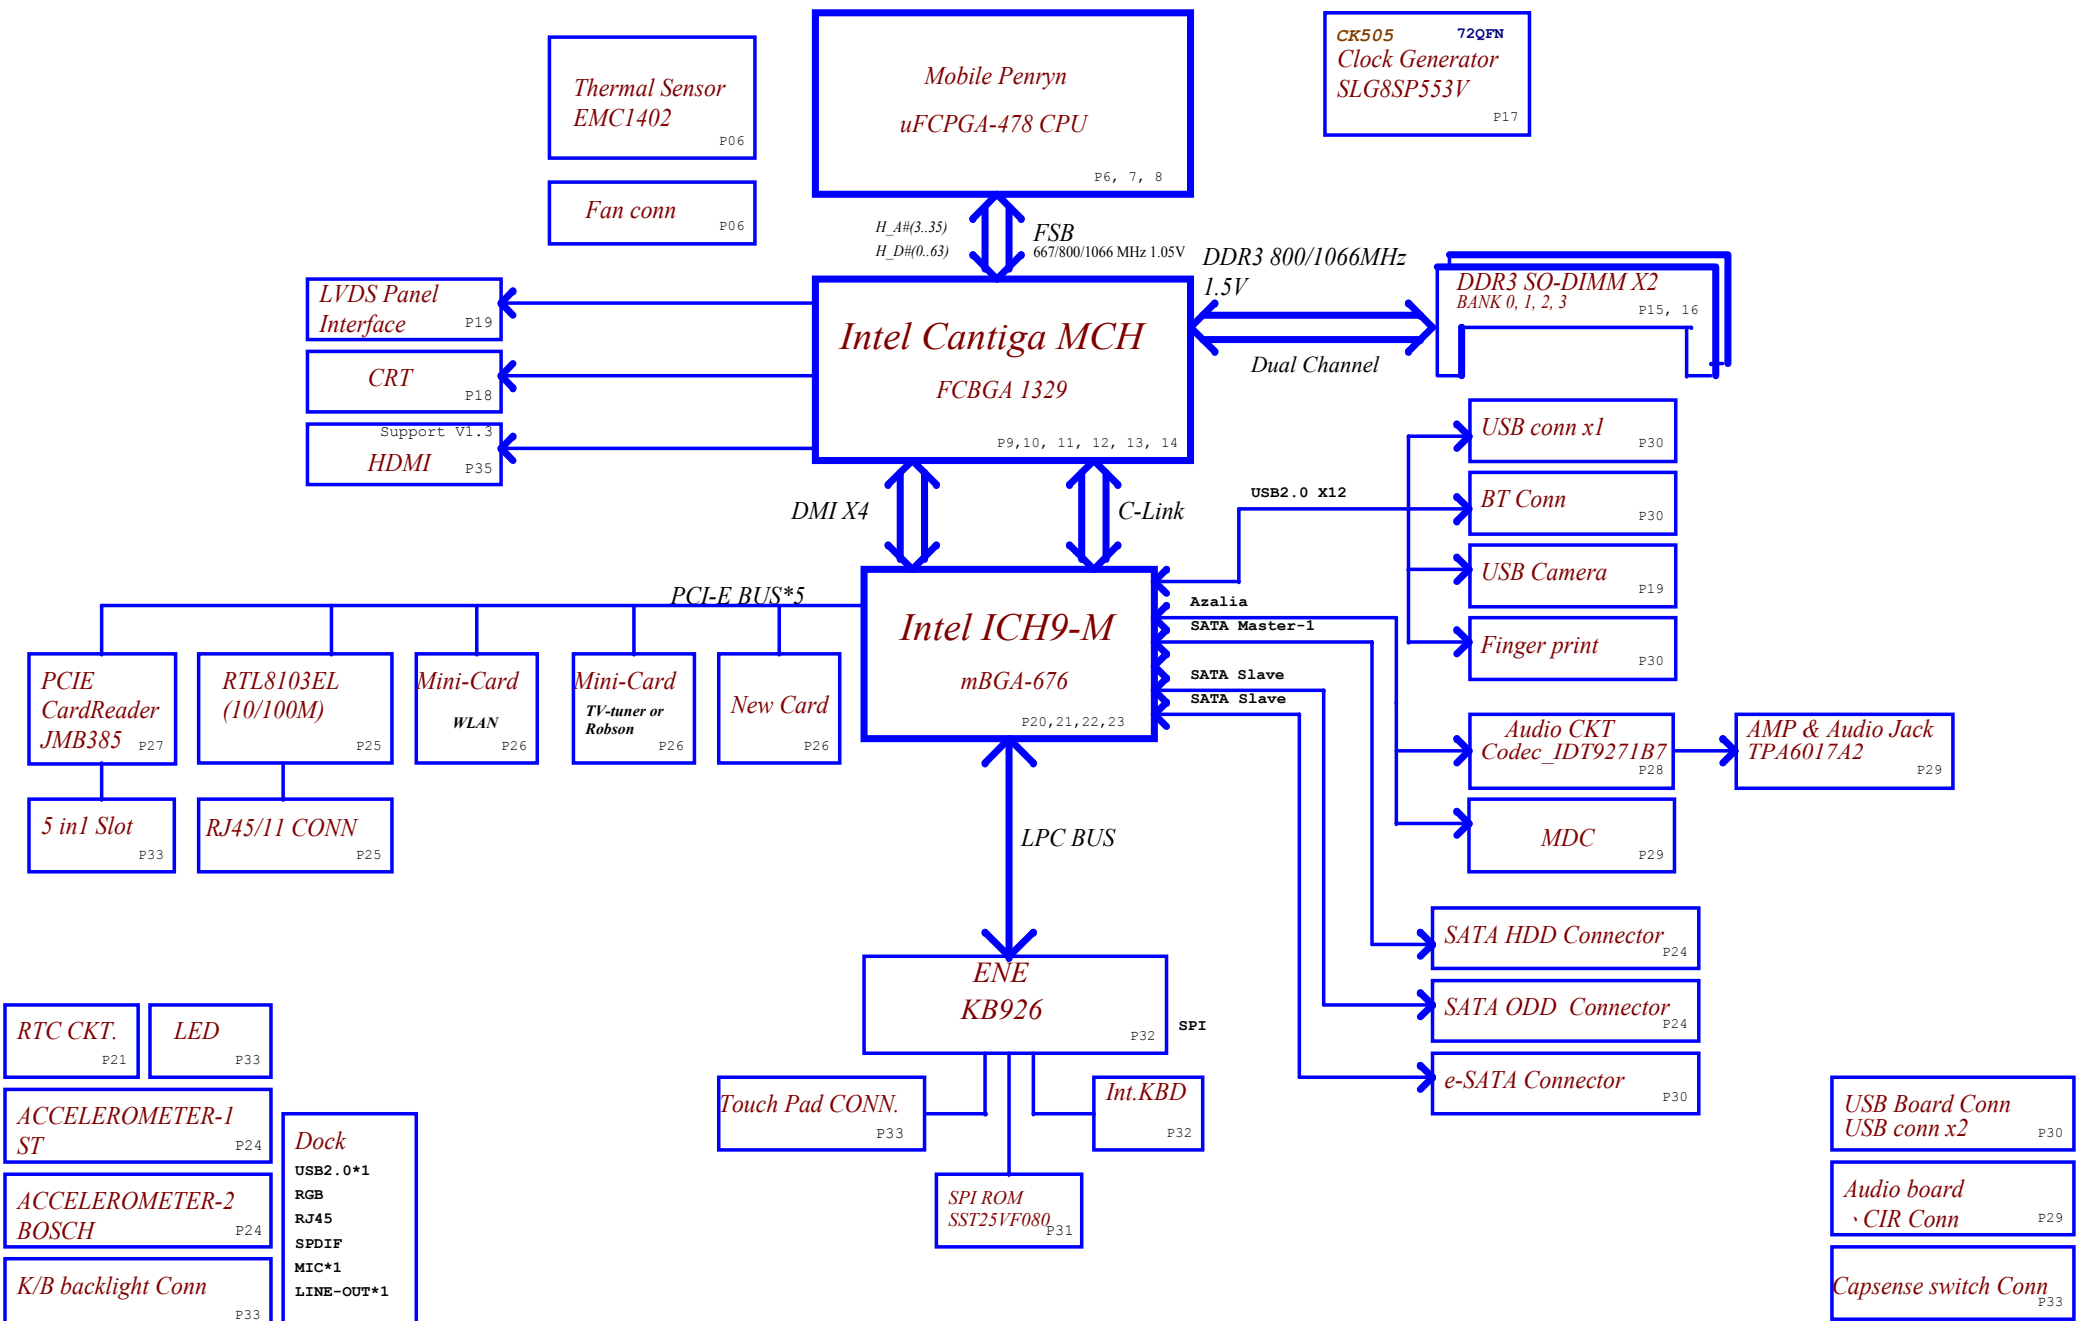 Thermal Sensor
EMC1402
P06
Mobile Penryn
uFCPGA-478 CPU
P6, 7, 8
CK505 72QFN
Clock Generator
SLG8SP553V
P17
Fan conn
P06
H_A#(3..35)
H_D#(0..63)
FSB
667/800/1066 MHz 1.05V
DDR3 800/1066MHz
1.5V
Dual Channel
DDR3 SO-DIMM X2
BANK 0, 1, 2, 3
P15, 16
LVDS Panel
Interface
P19
CRT
P18
Support V1.3
HDMI
P35
Intel Cantiga MCH
FCBGA 1329
P9,10, 11, 12, 13, 14
DMI X4
C-Link
USB2.0 X12
USB conn x1
P30
BT Conn
P30
USB Camera
P19
Finger print
P30
PCI-E BUS*5
Intel ICH9-M
mBGA-676
P20,21,22,23
Azalia
SATA Master-1
SATA Slave
SATA Slave
PCIE
CardReader
JMB385
P27
RTL8103EL
(10/100M)
P25
Mini-Card
WLAN
P26
Mini-Card
TV-tuner or
Robson
P26
New Card
P26
Audio CKT
Codec_IDT9271B7
P28
AMP & Audio Jack
TPA6017A2
P29
5 in1 Slot
P33
RJ45/11 CONN
P25
LPC BUS
MDC
P29
SATA HDD Connector
P24
SATA ODD  Connector
P24
e-SATA Connector
P30
ENE
KB926
P32
SPI
RTC CKT.
P21
LED
P33
Touch Pad CONN.
P33
Int.KBD
P32
SPI ROM
SST25VF080
P31
ACCELEROMETER-1
ST
P24
ACCELEROMETER-2
BOSCH
P24
K/B backlight Conn
P33
Dock
USB2.0*1
RGB
RJ45
SPDIF
MIC*1
LINE-OUT*1
USB Board Conn
USB conn x2
P30
Audio board
、CIR Conn
P29
Capsense switch Conn
P33